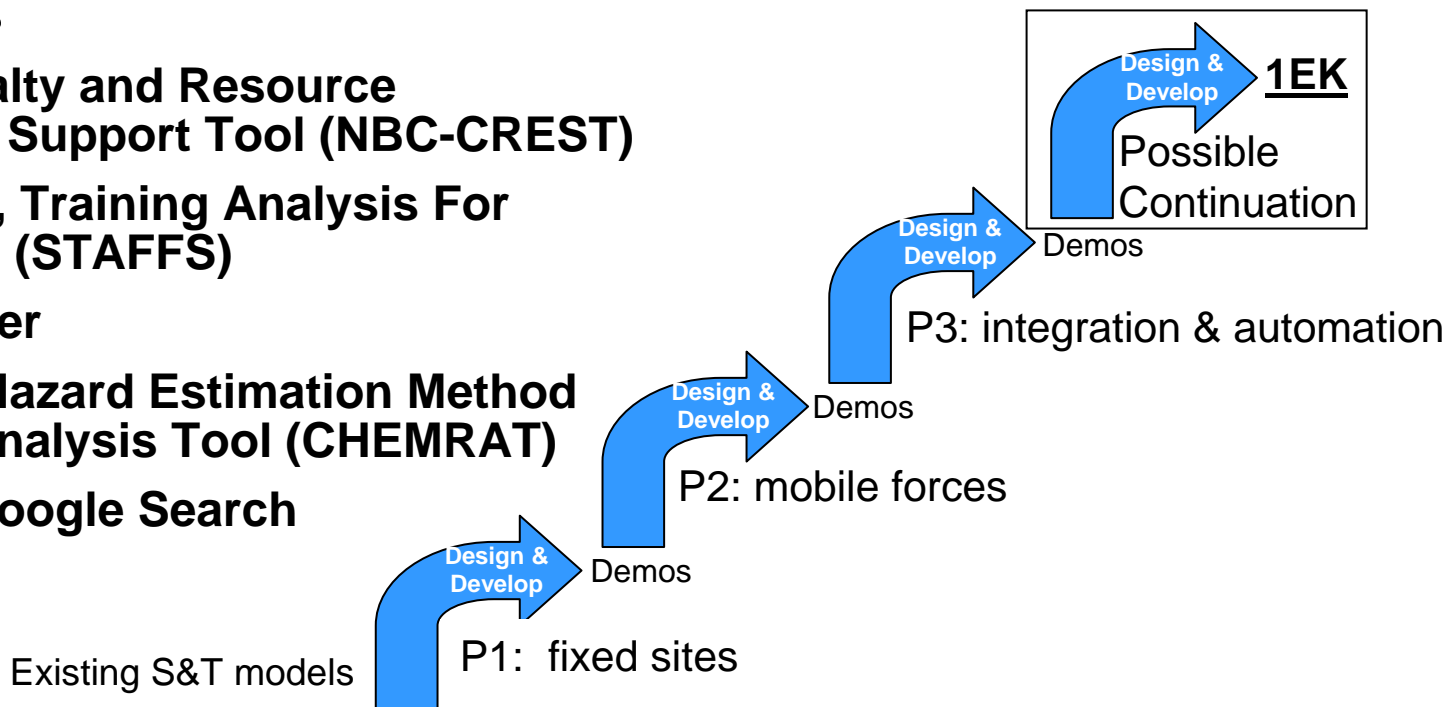 alty and Resource
Support Tool (NBC-CREST)
, Training Analysis For
(STAFFS)
er
Hazard Estimation Method
nalysis Tool (CHEMRAT)
oogle Search
Design &
Develop
1EK
Possible
Continuation
Design &
Develop
Demos
P3: integration & automation
Design &
Develop
Demos
P2: mobile forces
Design &
Develop
Demos
P1: fixed sites
Existing S&T models